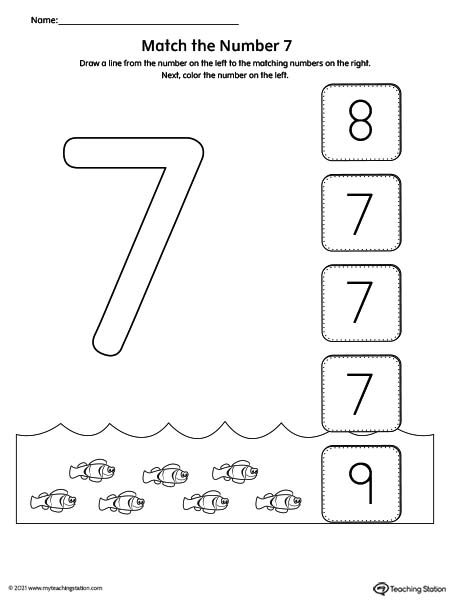 Name:
Match the Number 7
Draw a line from the number on the left to the matching numbers on the right.
Next, color the number on the left.
8
7
7
7
7
9
© 2021 www.myteachingstation.com
Teaching Station